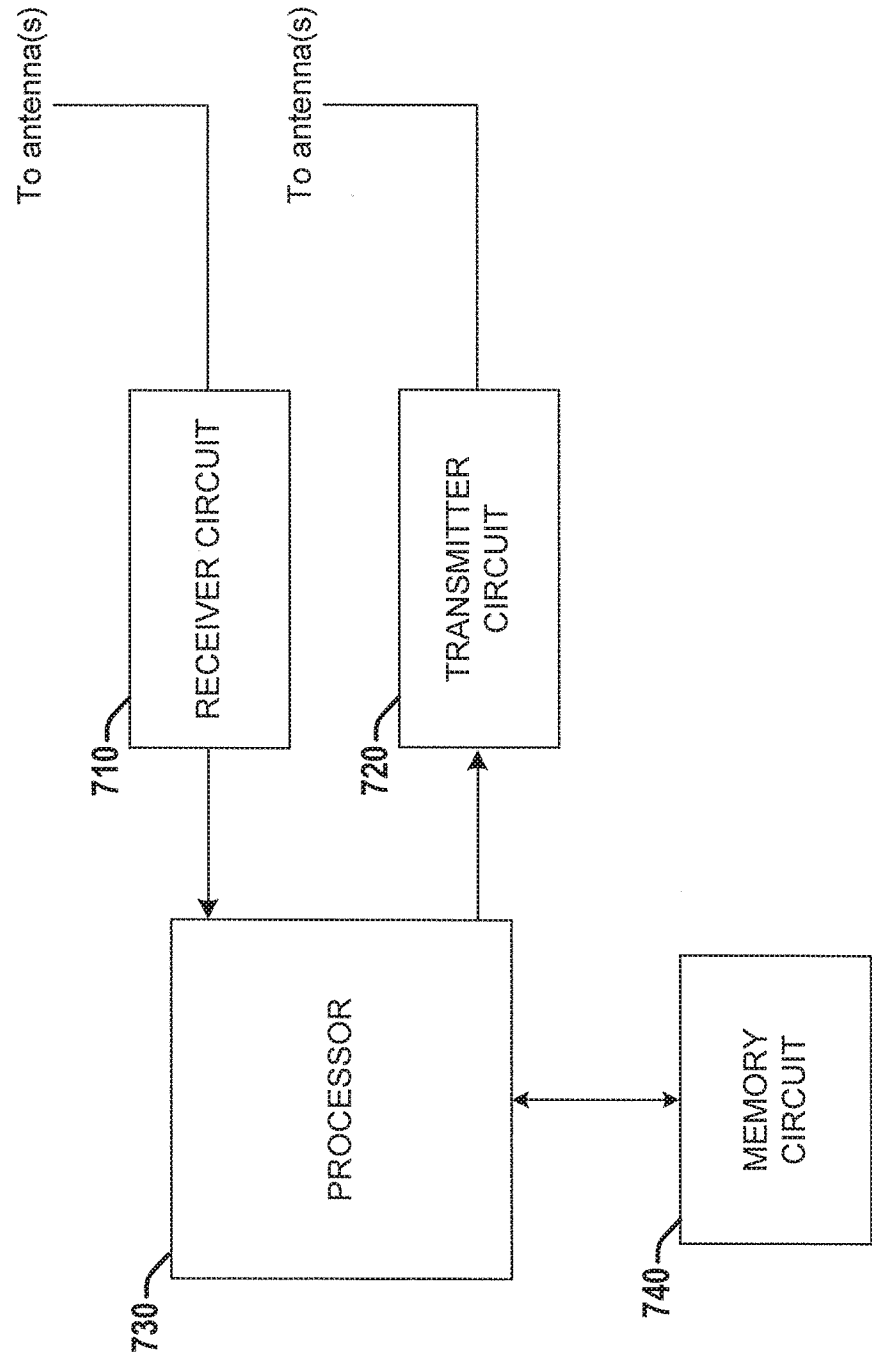 To antenna(s)
To antenna(s)
710
RECEIVER CIRCUIT
720
TRANSMITTER
CIRCUIT
730
PROCESSOR
740
MEMORY
CIRCUIT